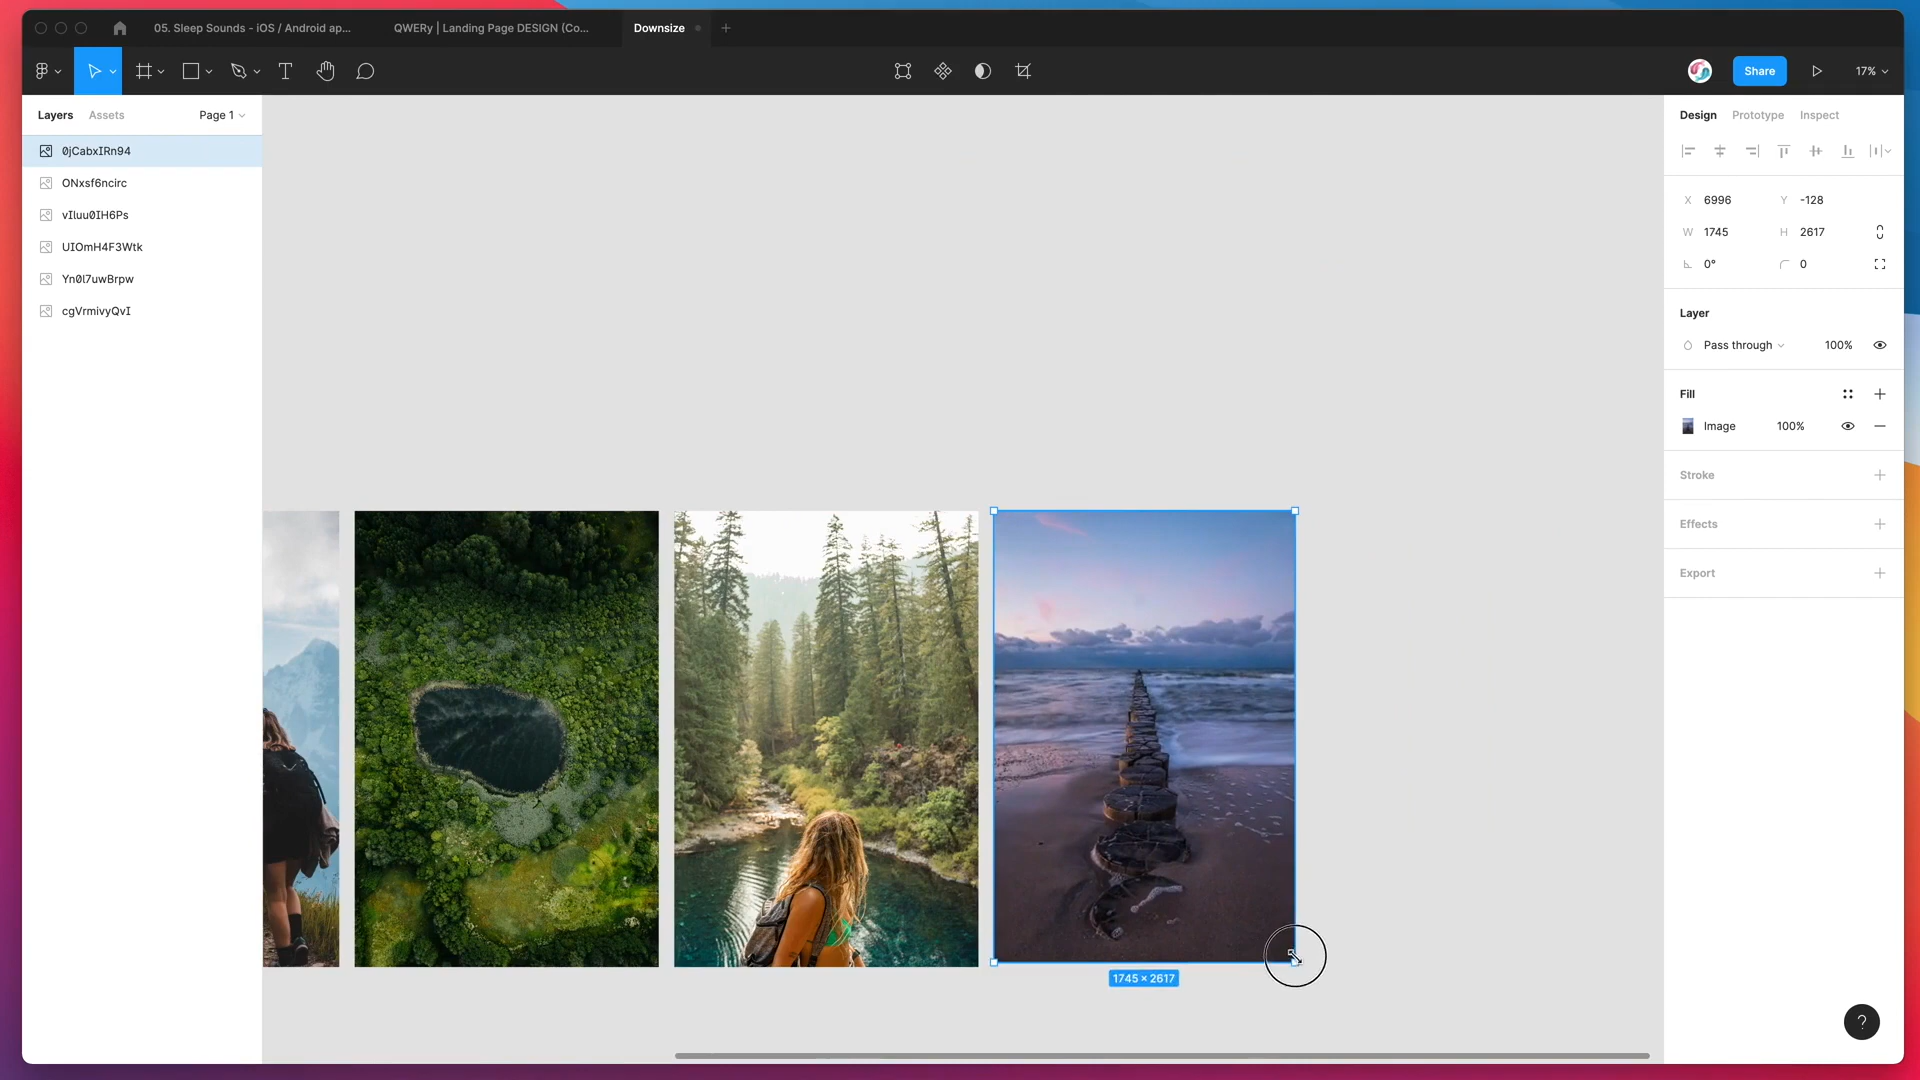 05. Sleep Sounds - iOS / Android ap...
QWERy | Landing Page DESIGN (Co...
Downsize
Share
17%
Layers
Assets
Page 1
0jCabxIRn94
ONxsf6ncirc
vIluu0IH6Ps
UIOmH4F3Wtk
Yn0l7uwBrpw
cgVrmivyQvI
Design
Prototype
Inspect
X 6996
Y -128
W 1745
H 2617
0°
0
Layer
Pass through
100%
Fill
Image
100%
Stroke
Effects
Export
1745 × 2617
?